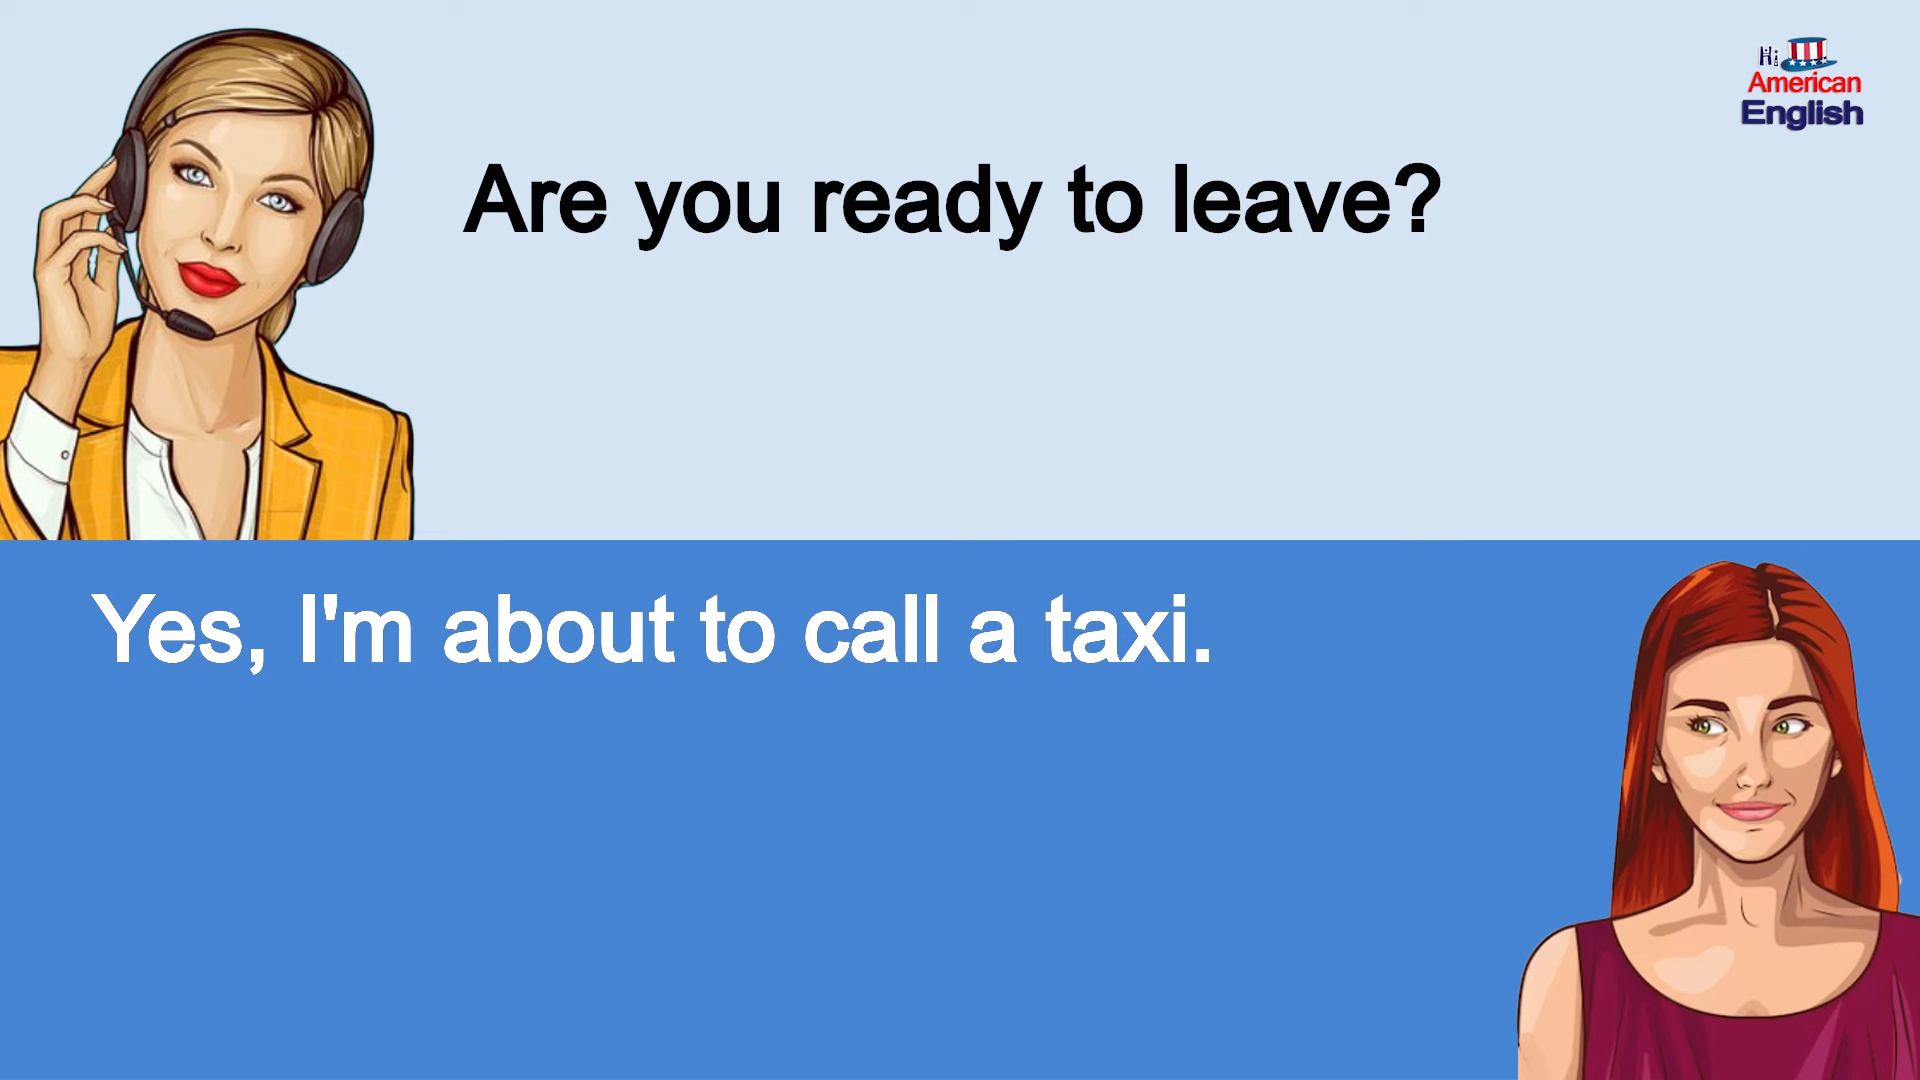 Hi
American
English
Are you ready to leave?
Yes, I'm about to call a taxi.